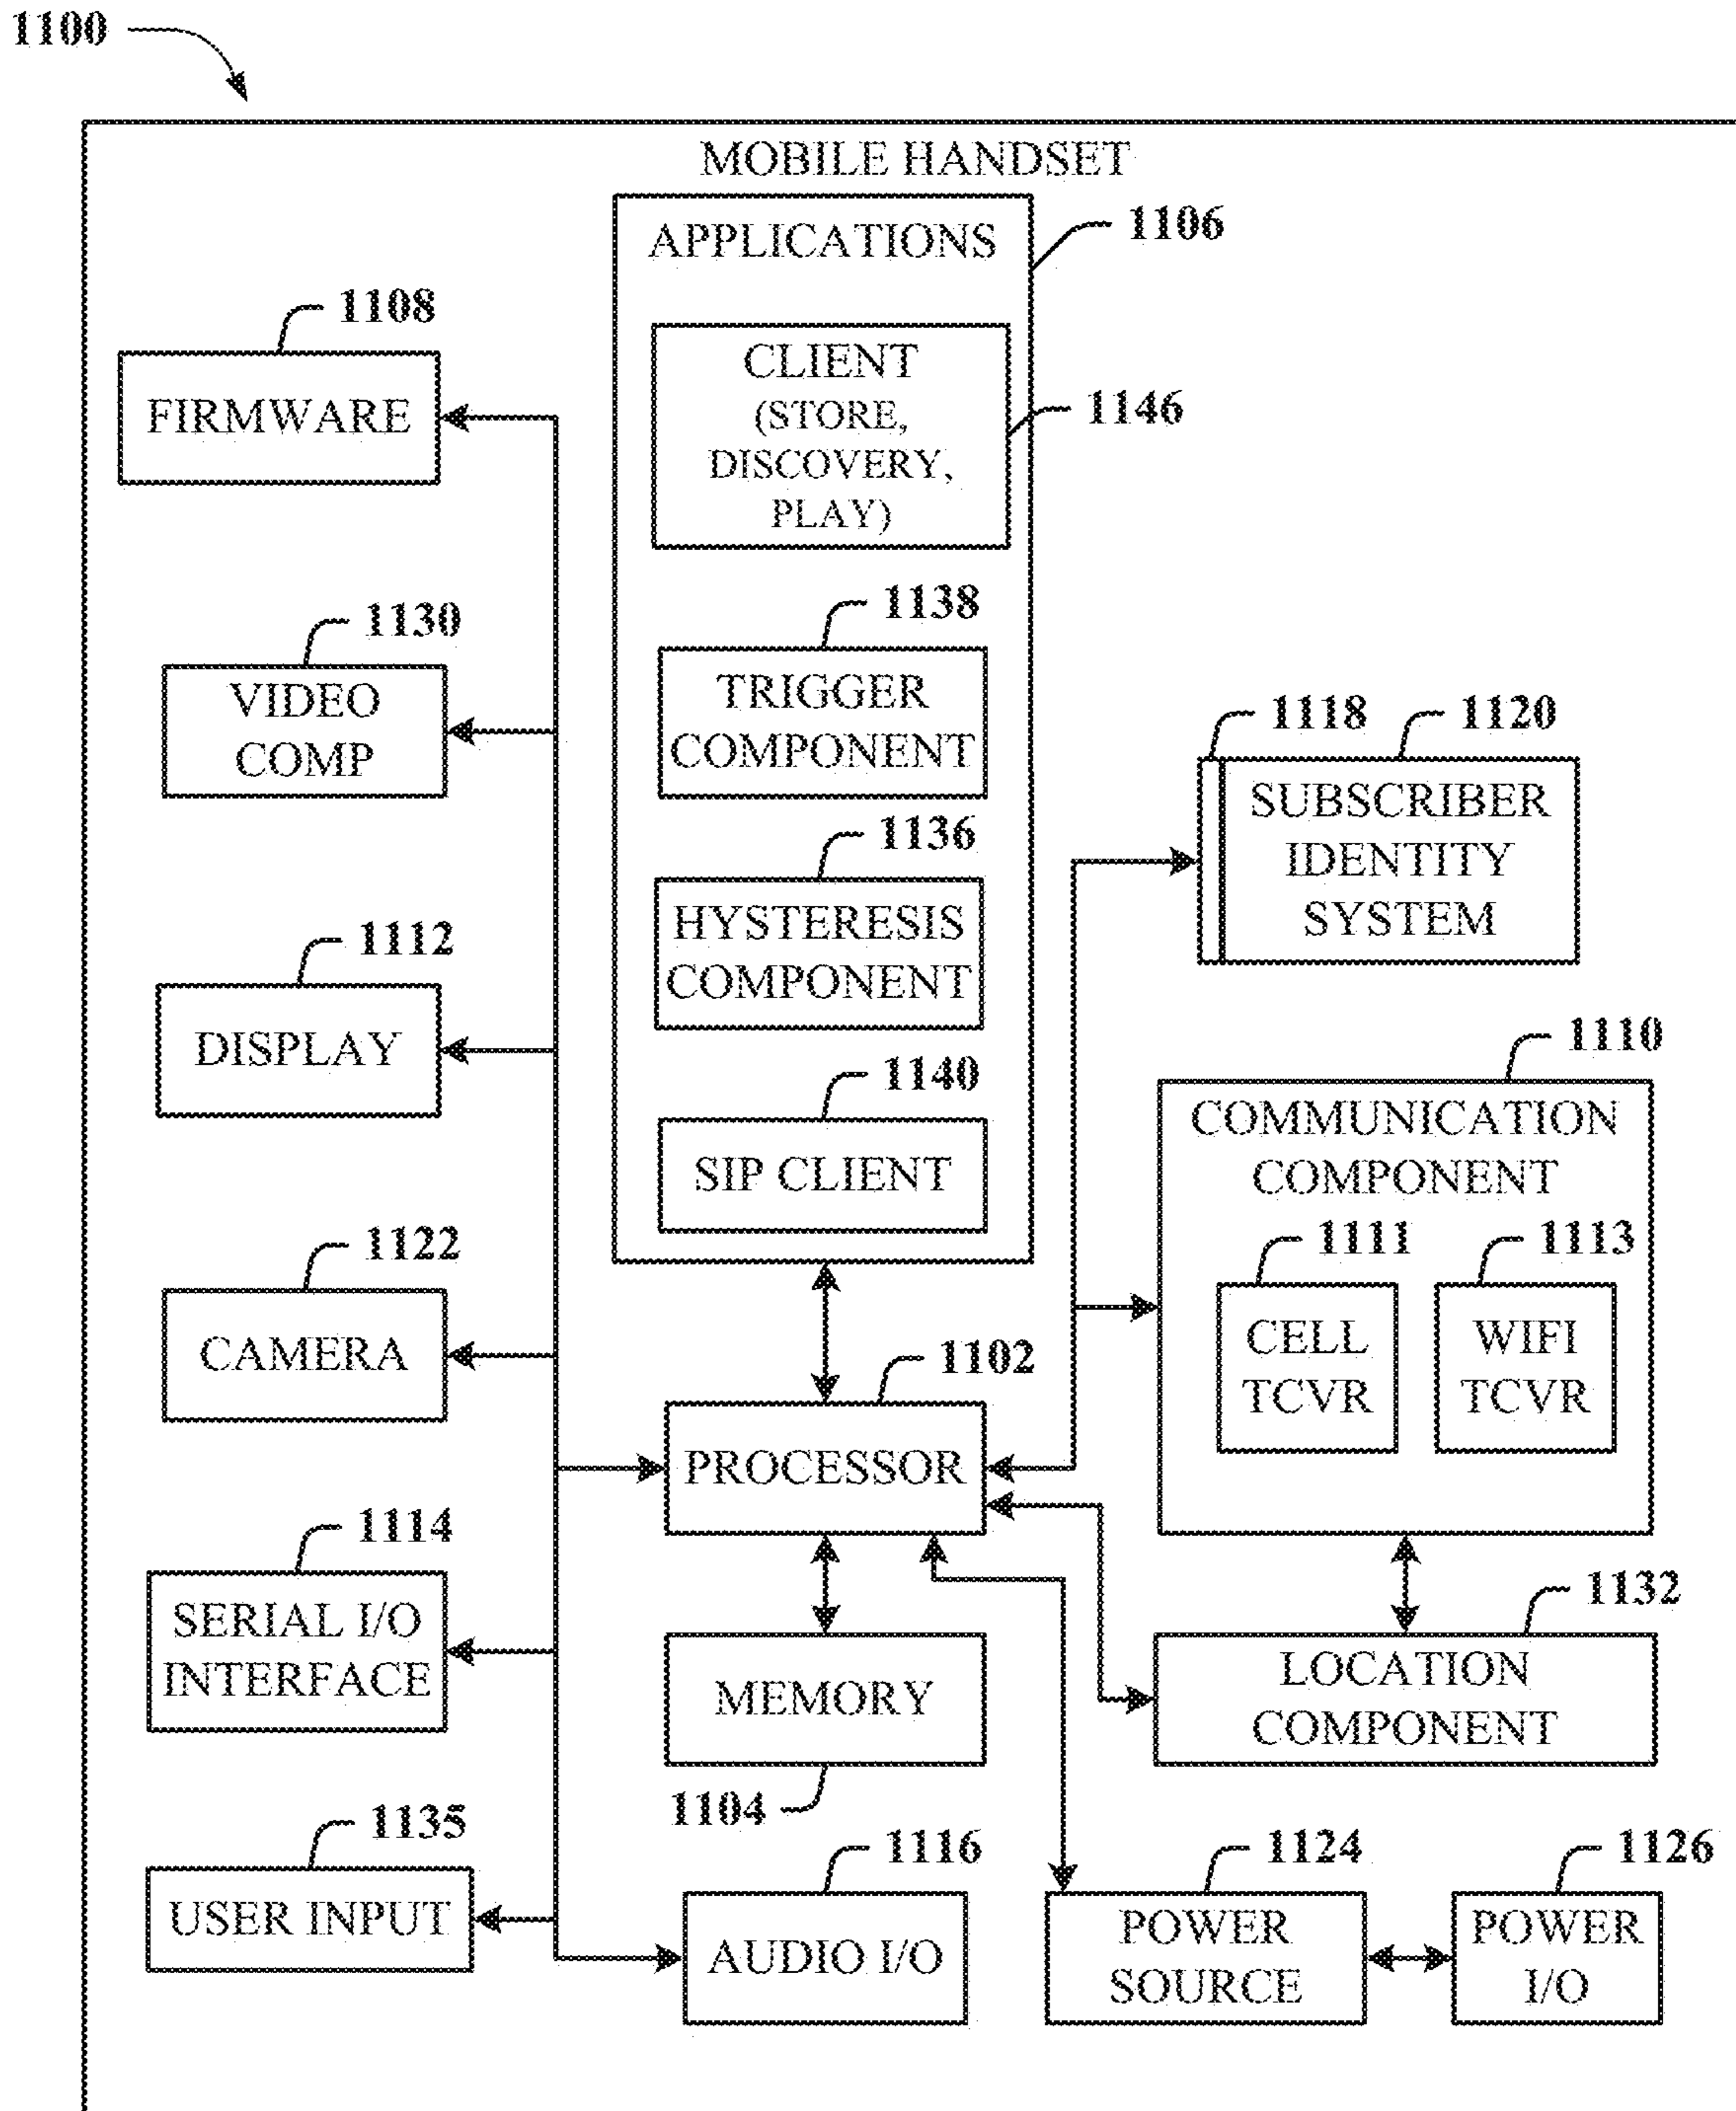 1100
MOBILE HANDSET
APPLICATIONS
1106
1108
FIRMWARE
CLIENT
(STORE,
DISCOVERY,
PLAY)
1146
1130
VIDEO
COMP
1138
TRIGGER
COMPONENT
1118
1120
SUBSCRIBER
IDENTITY
SYSTEM
1136
HYSTERESIS
COMPONENT
1112
DISPLAY
1140
SIP CLIENT
1110
COMMUNICATION
COMPONENT
1111
CELL
TCVR
1113
WIFI
TCVR
1122
CAMERA
1102
PROCESSOR
1114
SERIAL I/O
INTERFACE
MEMORY
1104
1132
LOCATION
COMPONENT
1135
USER INPUT
1116
AUDIO I/O
1124
POWER
SOURCE
1126
POWER
I/O